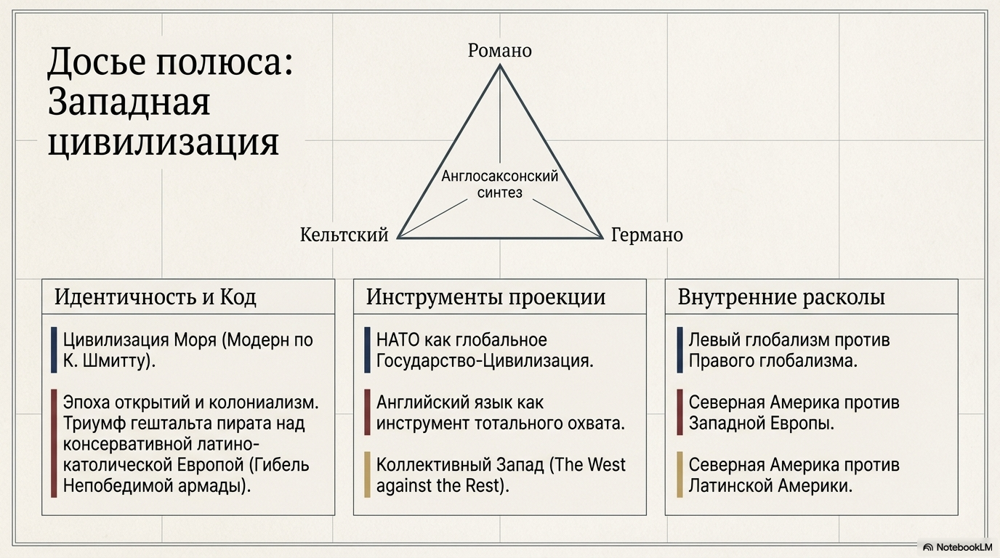 Досье полюса:
Западная
цивилизация
Романо
Англосаксонский
синтез
Кельтский
Германо
Идентичность и Код
Цивилизация Моря (Модерн по
К. Шмитту).
Эпоха открытий и колониализм.
Триумф гештальта пирата над
консервативной латино-
католической Европой (Гибель
Непобедимой армады).
Инструменты проекции
НАТО как глобальное
Государство-Цивилизация.
Английский язык как
инструмент тотального охвата.
Коллективный Запад (The West
against the Rest).
Внутренние расколы
Левый глобализм против
Правого глобализма.
Северная Америка против
Западной Европы.
Северная Америка против
Латинской Америки.
NotebookLM